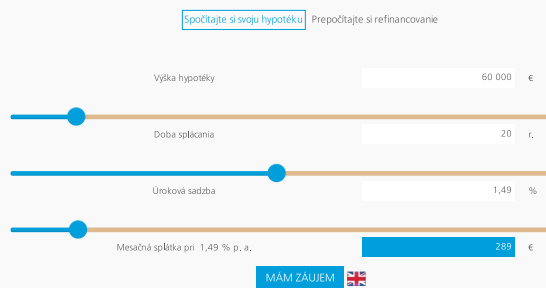 Spočítajte si svoju hypotéku Prepočítajte si refinancovanie
Výška hypotéky 60 000 €
Doba splácania 20 r.
Úroková sadzba 1,49 %
Mesačná splátka pri 1,49 % p. a. 289 €
MÁM ZÁUJEM